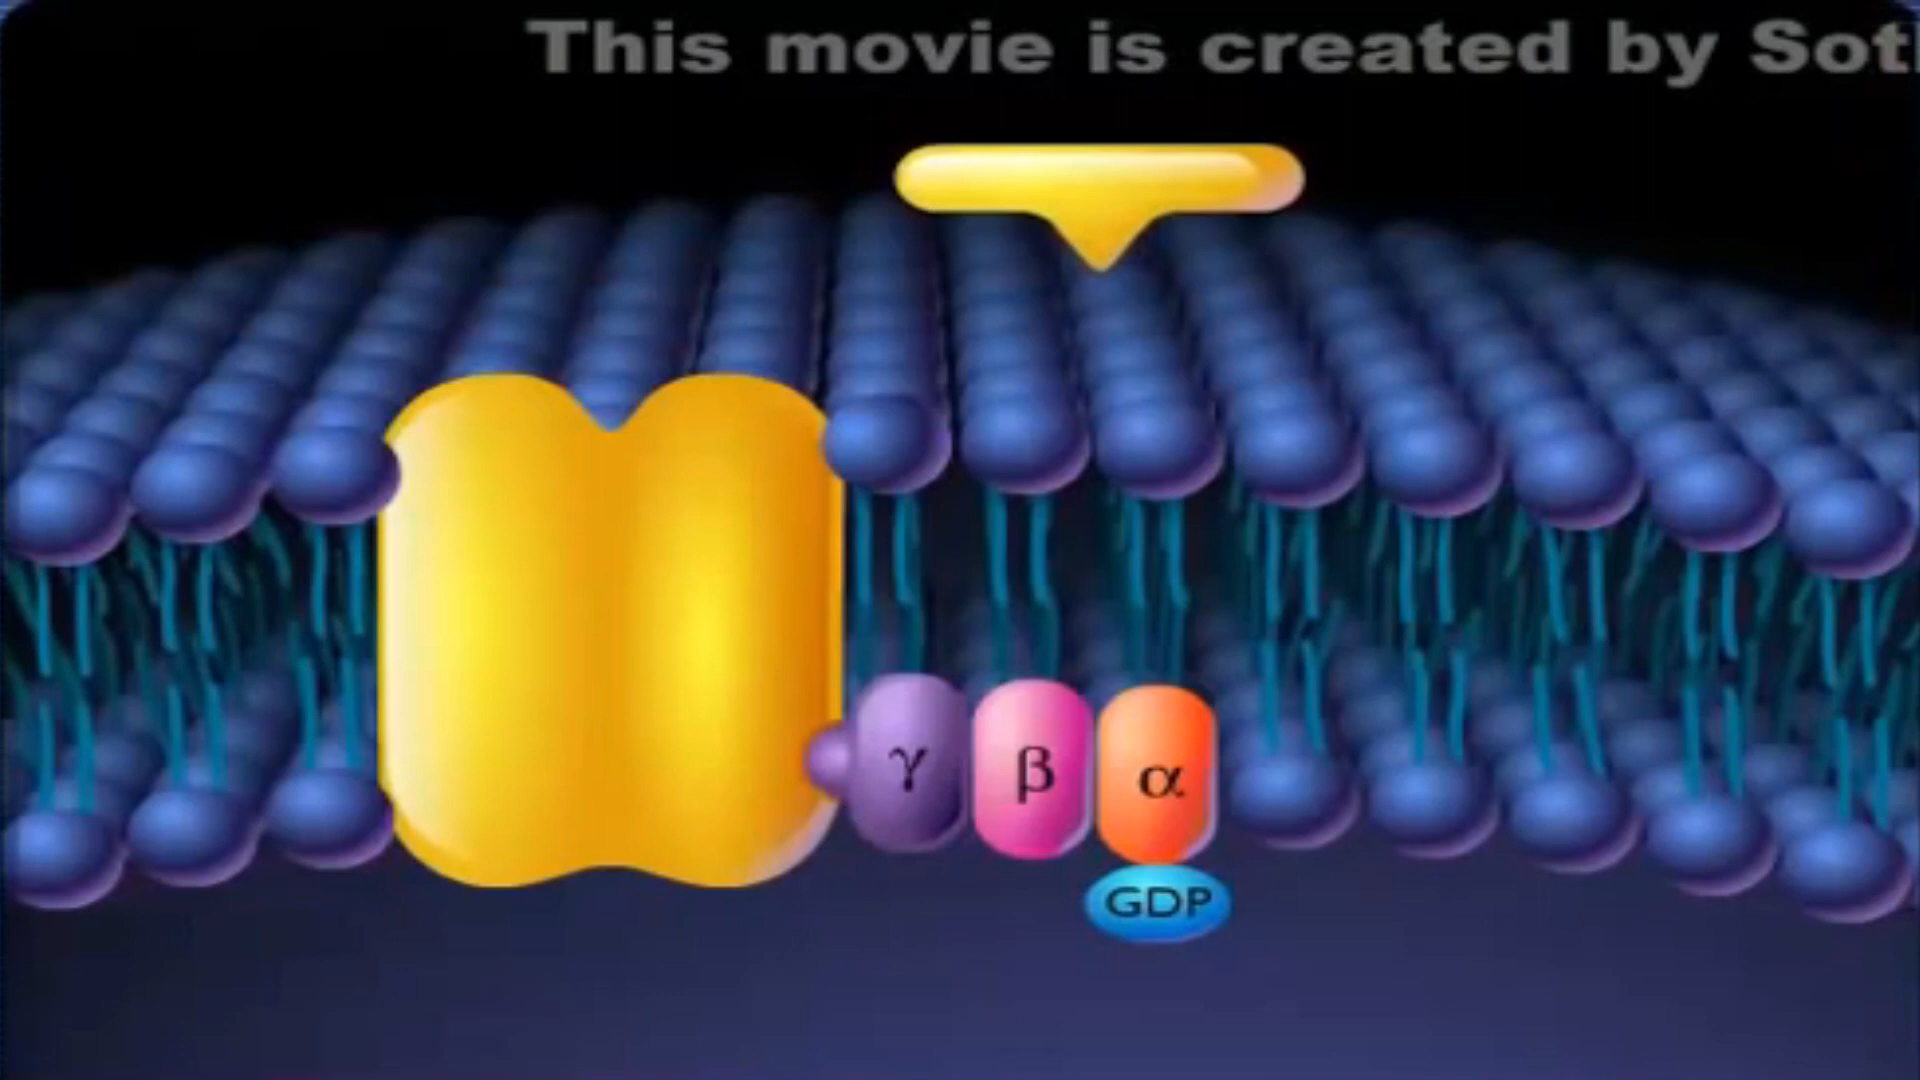 This movie is created by
γ β α
GDP